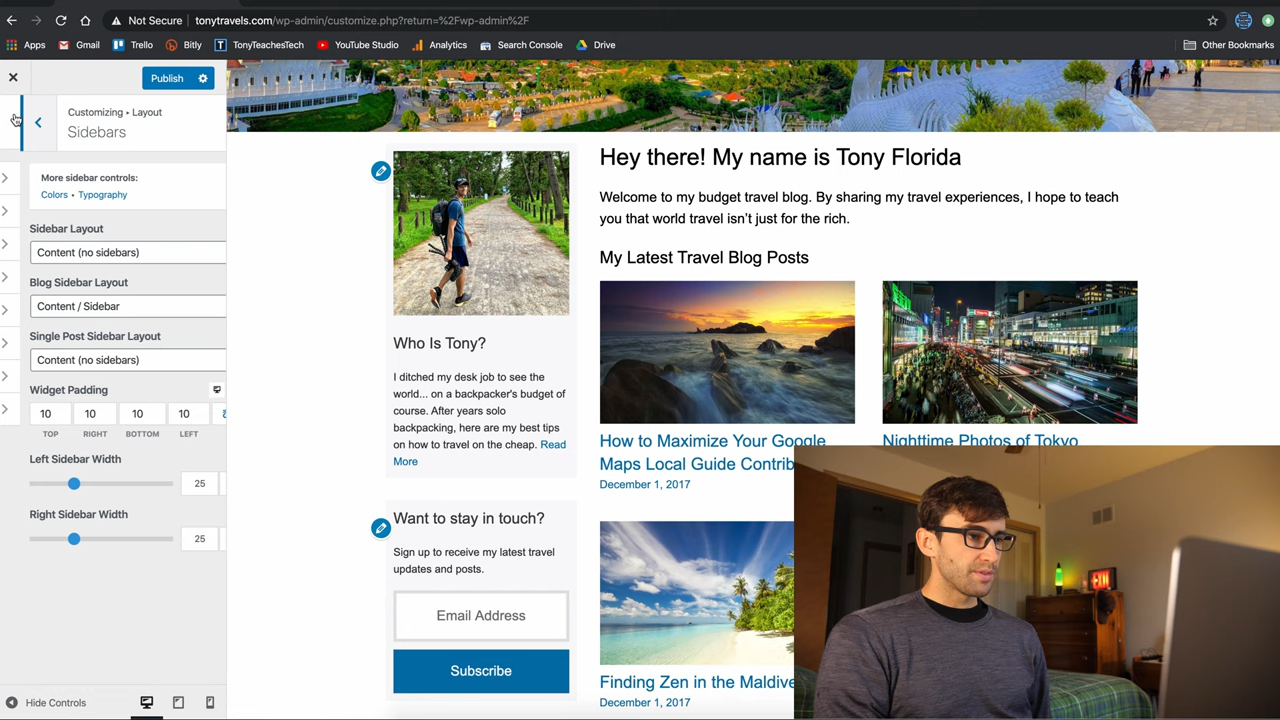 Not Secure
tonytravels.com/wp-admin/customize.php?return=%2Fwp-admin%2F
Apps
Gmail
Trello
Bitly
TonyTeachesTech
YouTube Studio
Analytics
Search Console
Drive
Other Bookmarks
Publish
Customizing ▸ Layout
Sidebars
More sidebar controls:
Colors • Typography
Sidebar Layout
Content (no sidebars)
Blog Sidebar Layout
Content / Sidebar
Single Post Sidebar Layout
Content (no sidebars)
Widget Padding
10 10 10 10
TOP RIGHT BOTTOM LEFT
Left Sidebar Width
25
Right Sidebar Width
25
Hide Controls
Who Is Tony?
I ditched my desk job to see the
world... on a backpacker's budget of
course. After years solo
backpacking, here are my best tips
on how to travel on the cheap. Read
More
Want to stay in touch?
Sign up to receive my latest travel
updates and posts.
Email Address
Subscribe
Hey there! My name is Tony Florida
Welcome to my budget travel blog. By sharing my travel experiences, I hope to teach
you that world travel isn't just for the rich.
My Latest Travel Blog Posts
How to Maximize Your Google
Maps Local Guide Contrib
December 1, 2017
Nighttime Photos of Tokyo
Finding Zen in the Maldive
December 1, 2017